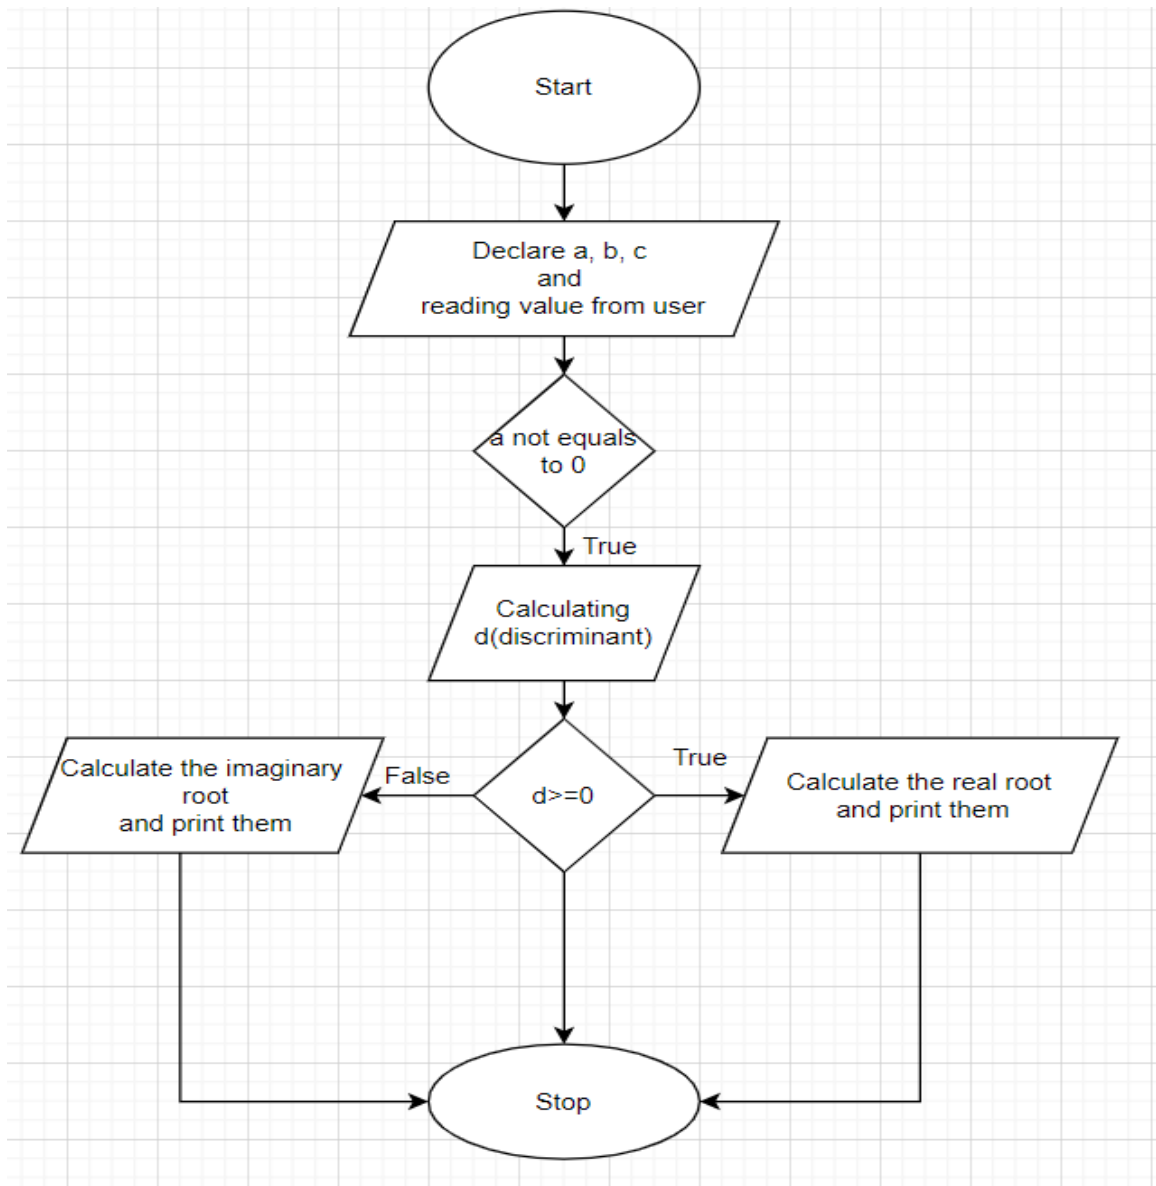 Start
Declare a, b, c
and
reading value from user
a not equals
to 0
True
Calculating
d(discriminant)
Calculate the imaginary
root
and print them
False
d>=0
True
Calculate the real root
and print them
Stop